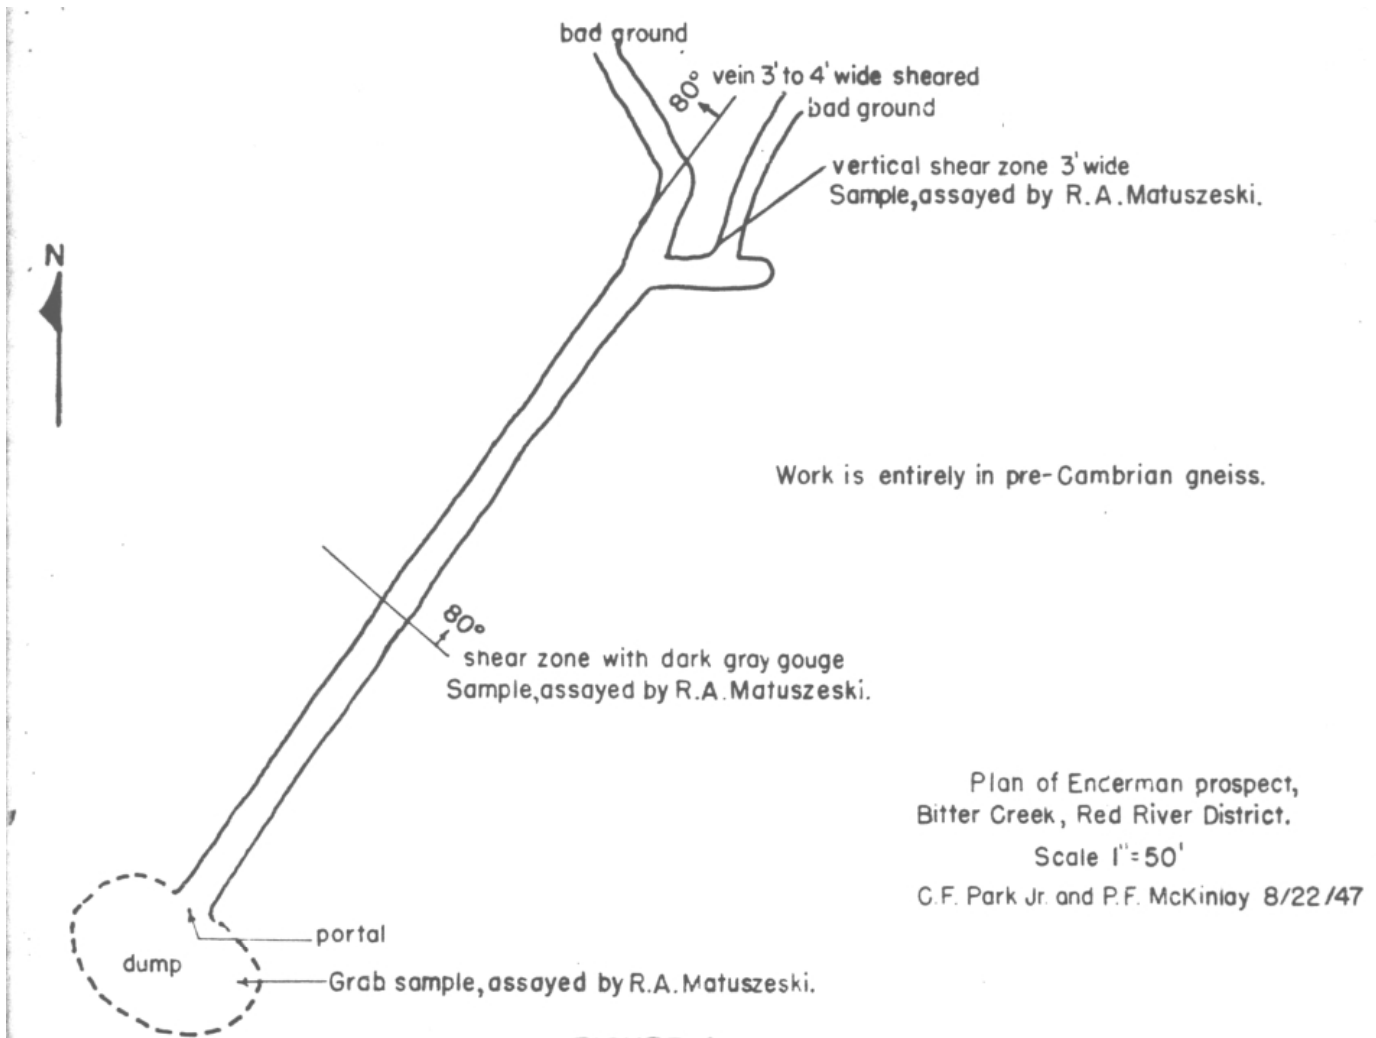 bad ground
80° vein 3' to 4' wide sheared
bad ground
vertical shear zone 3' wide
Sample, assayed by R.A. Matuszeski.
N
Work is entirely in pre-Cambrian gneiss.
80°
shear zone with dark gray gouge
Sample, assayed by R.A. Matuszeski.
Plan of Encerman prospect,
Bitter Creek, Red River District.
Scale 1"=50'
C.F. Park Jr. and P.F. McKinlay 8/22/47
portal
dump
Grab sample, assayed by R.A. Matuszeski.